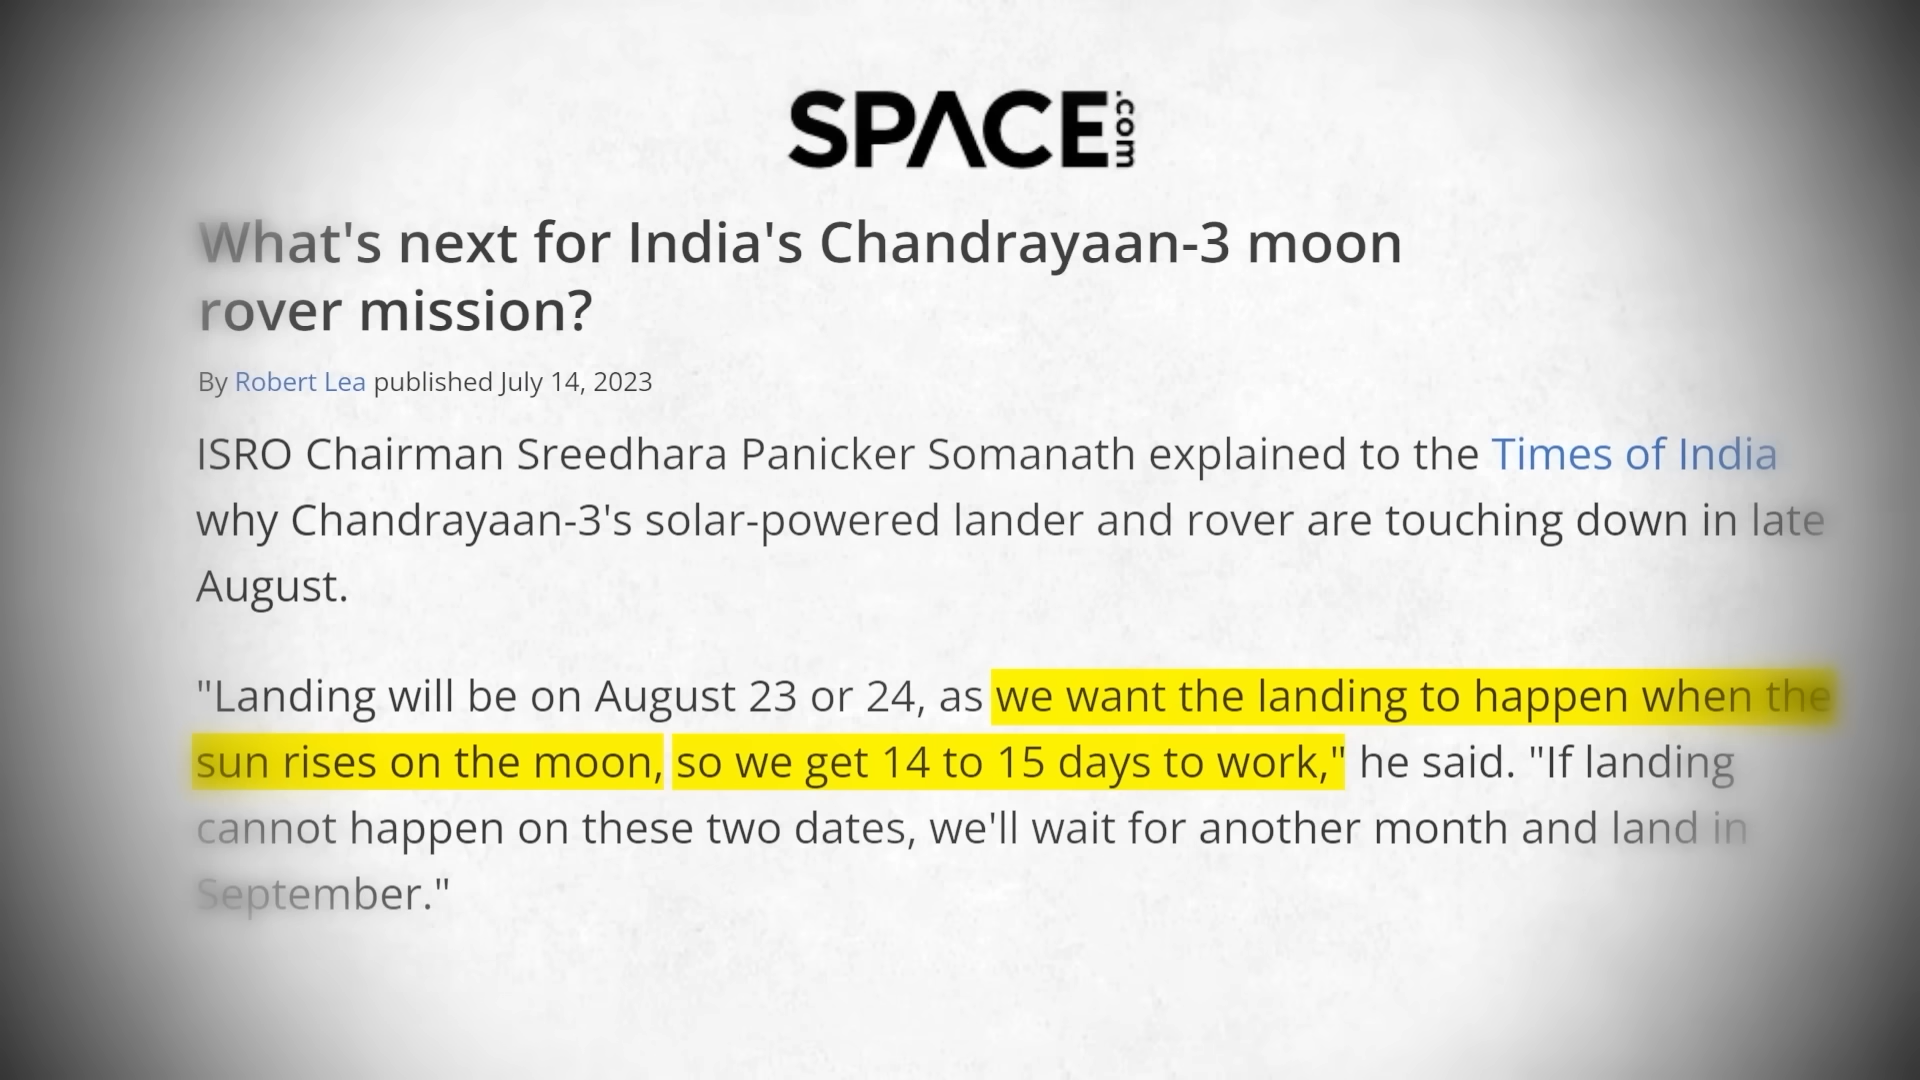 SPACE.com
What's next for India's Chandrayaan-3 moon
rover mission?
By Robert Lea published July 14, 2023
ISRO Chairman Sreedhara Panicker Somanath explained to the Times of India
why Chandrayaan-3's solar-powered lander and rover are touching down in late
August.
"Landing will be on August 23 or 24, as we want the landing to happen when the
sun rises on the moon, so we get 14 to 15 days to work," he said. "If landing
cannot happen on these two dates, we'll wait for another month and land in
September."